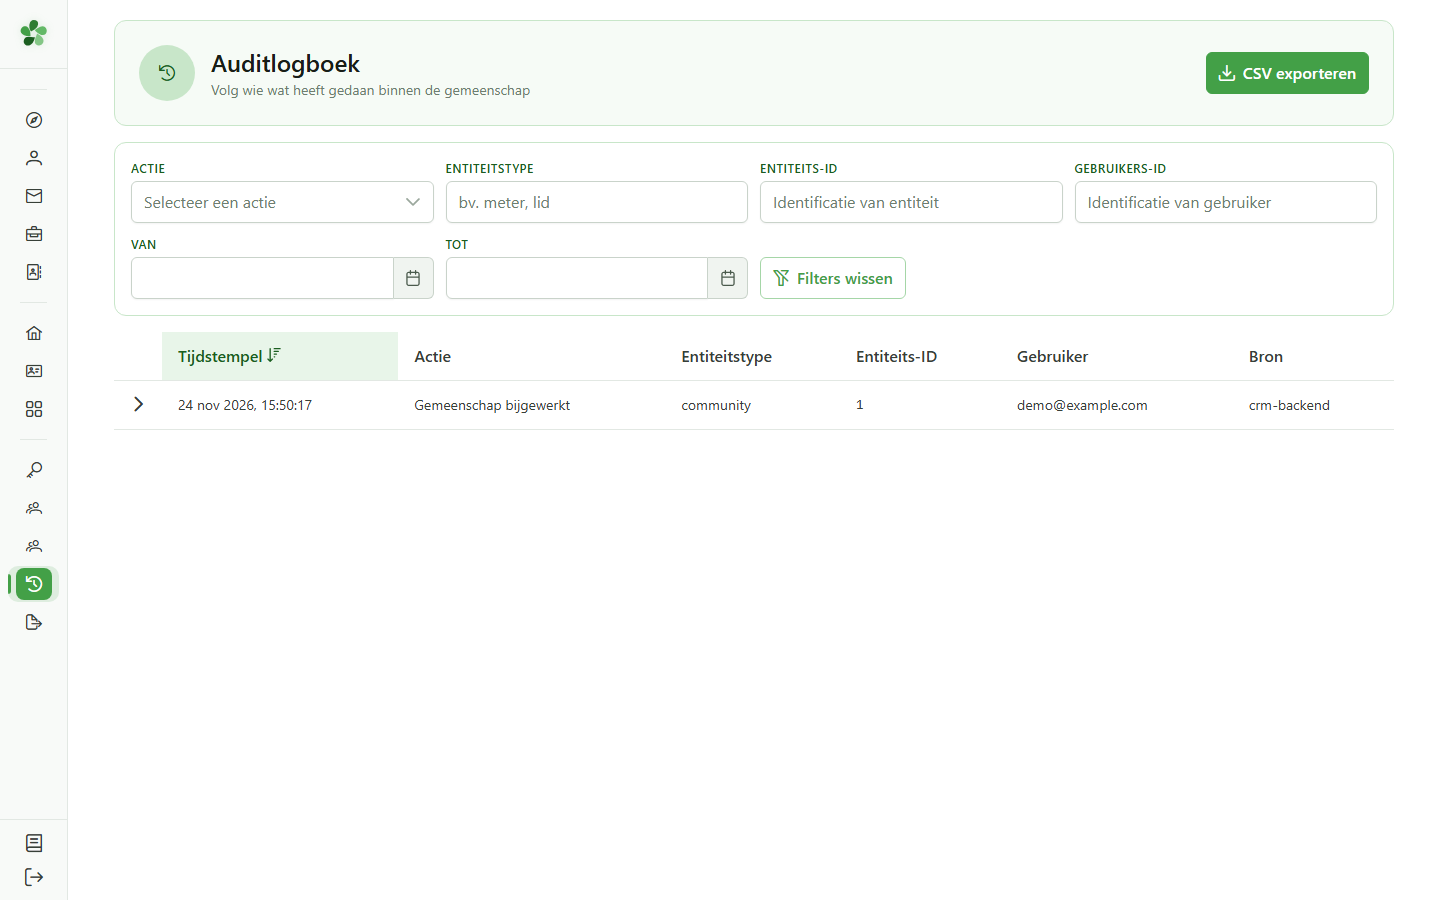 Auditlogboek
Volg wie wat heeft gedaan binnen de gemeenschap
CSV exporteren
ACTIE
ENTITEITSTYPE
ENTITEITS-ID
GEBRUIKERS-ID
Selecteer een actie
bv. meter, lid
Identificatie van entiteit
Identificatie van gebruiker
VAN
TOT
Filters wissen
Tijdstempel Actie Entiteitstype Entiteits-ID Gebruiker Bron
24 nov 2026, 15:50:17 Gemeenschap bijgewerkt community 1 demo@example.com crm-backend